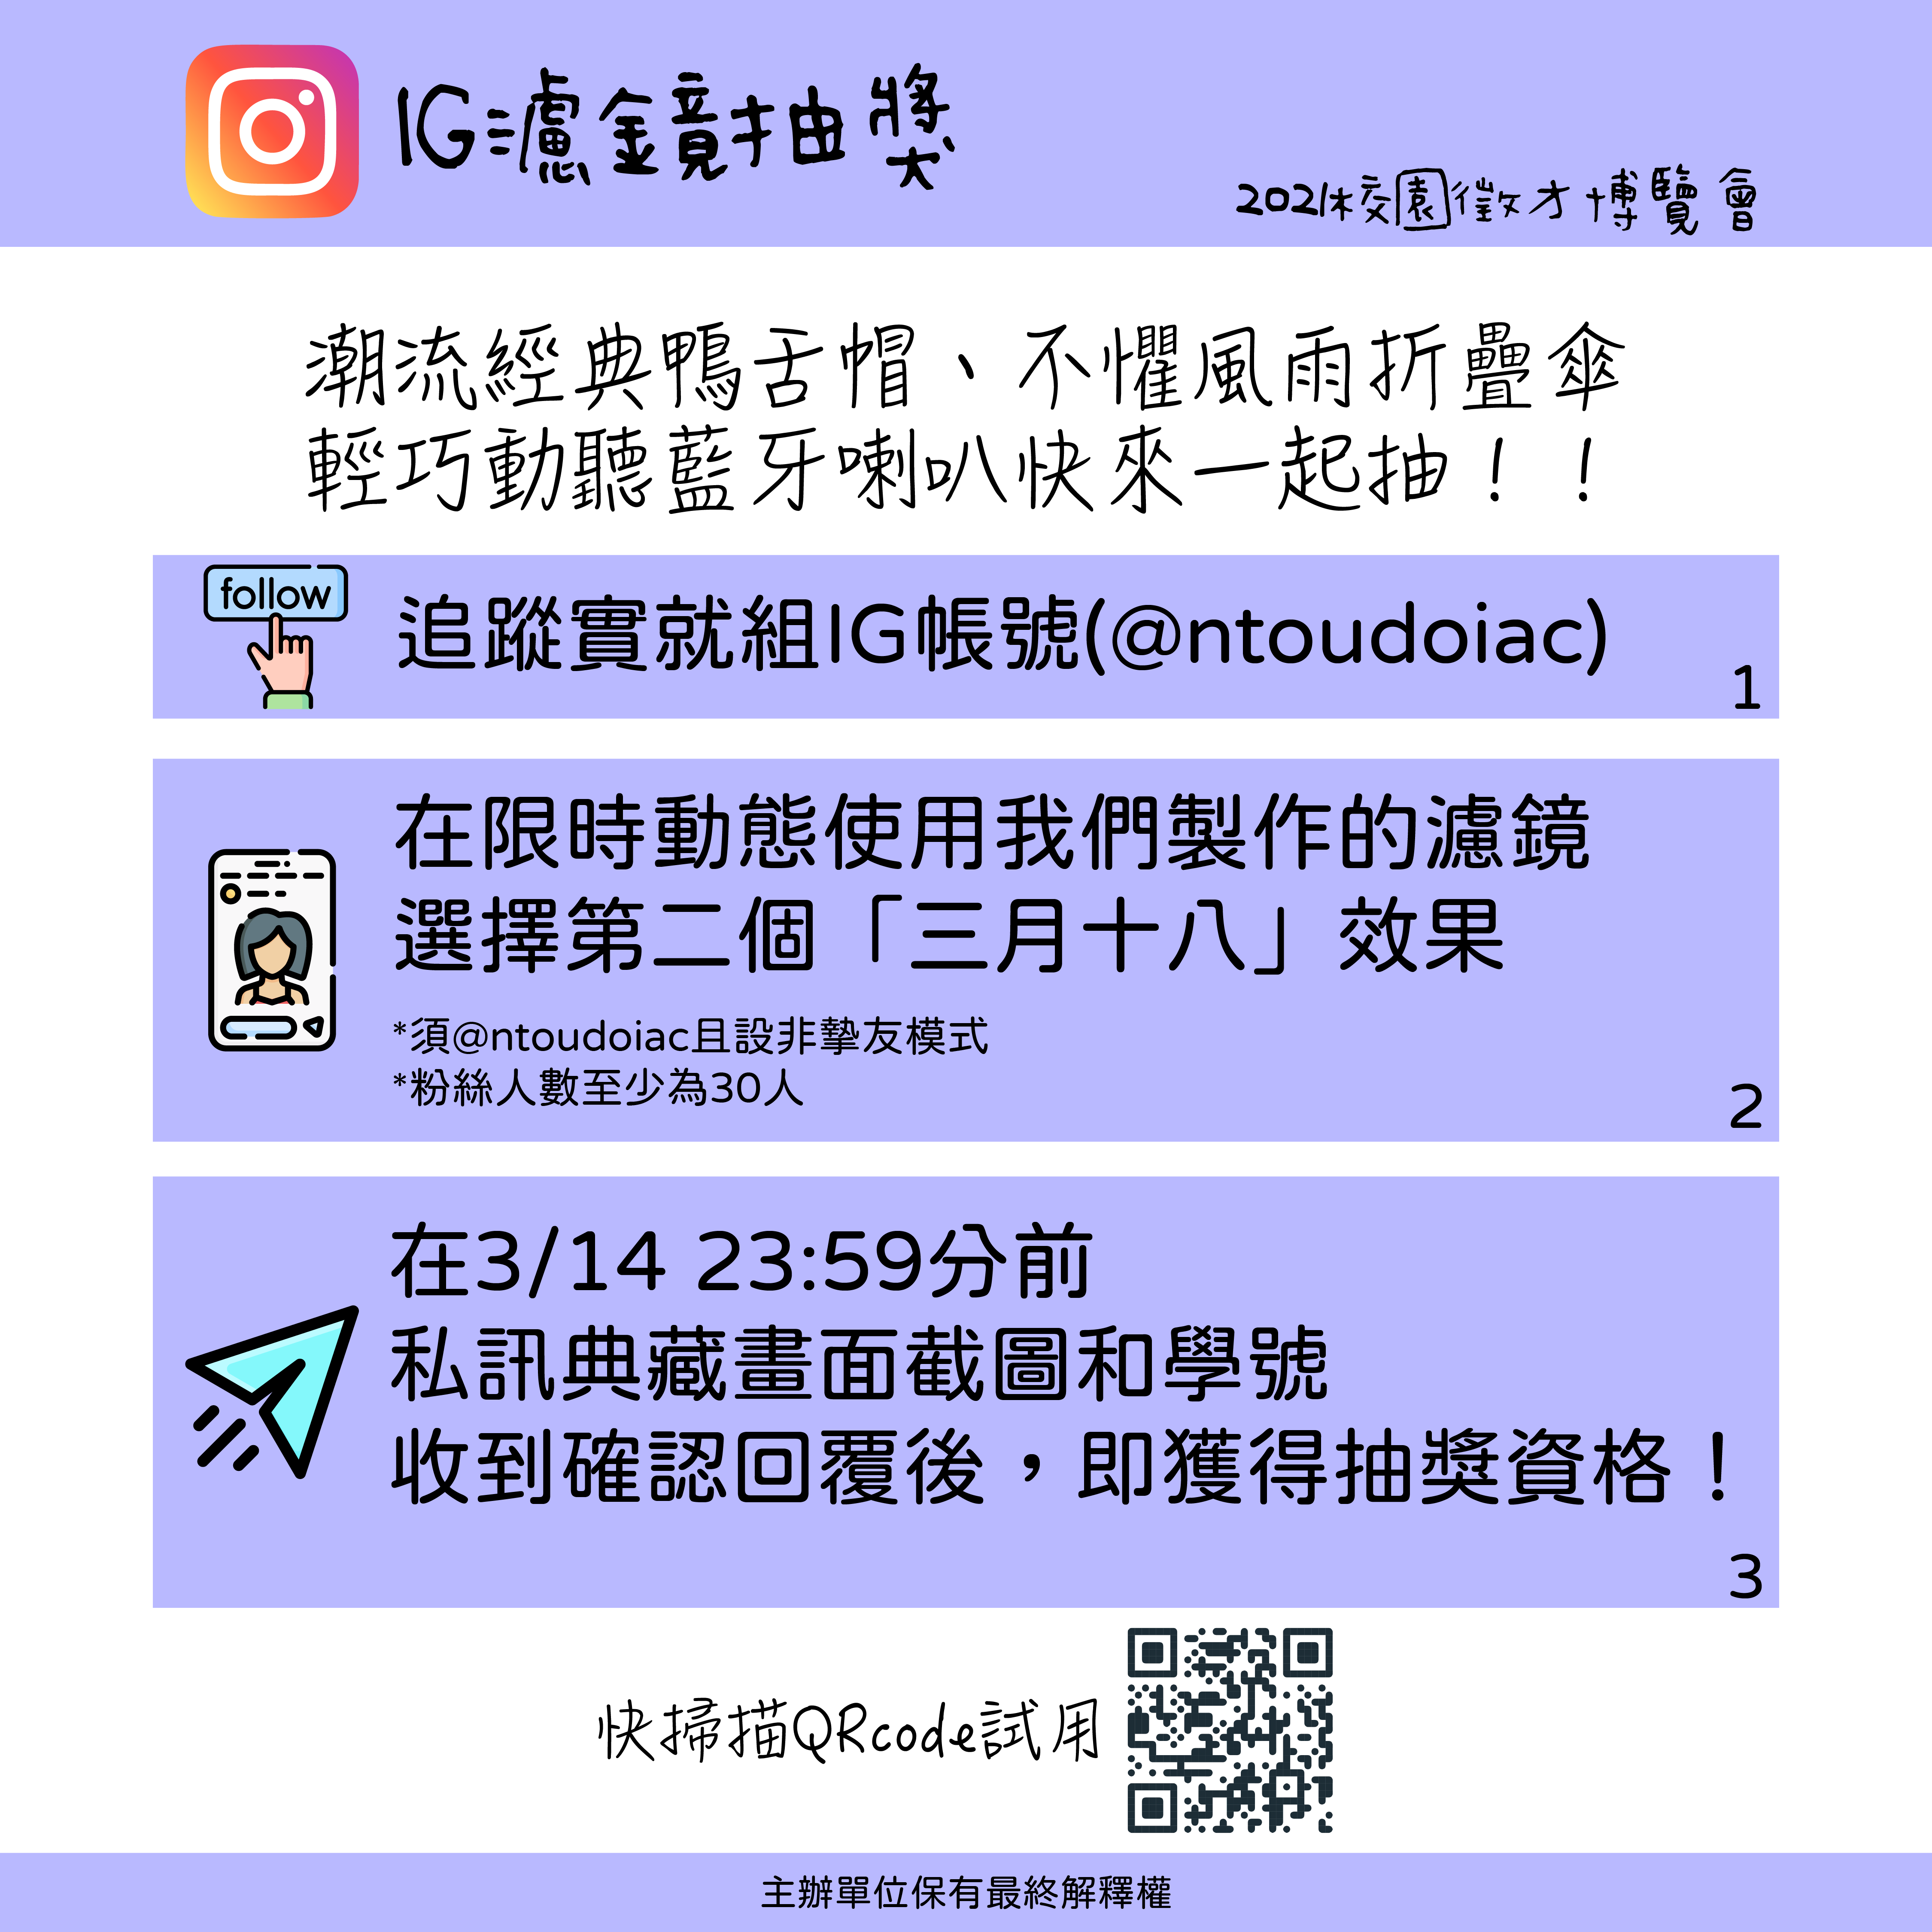 IG濾鏡抽獎
2021校園徵才博覽會
潮流經典鴨舌帽、不懼風雨折疊傘
輕巧動聽藍牙喇叭快來一起抽！！
follow
追蹤實就組IG帳號(@ntoudoiac)
1
在限時動態使用我們製作的濾鏡
選擇第二個「三月十八」效果
*須@ntoudoiac且設非摯友模式
*粉絲人數至少為30人
2
在3/14 23:59分前
私訊典藏畫面截圖和學號
收到確認回覆後，即獲得抽獎資格！
3
快掃描QRcode試用
主辦單位保有最終解釋權